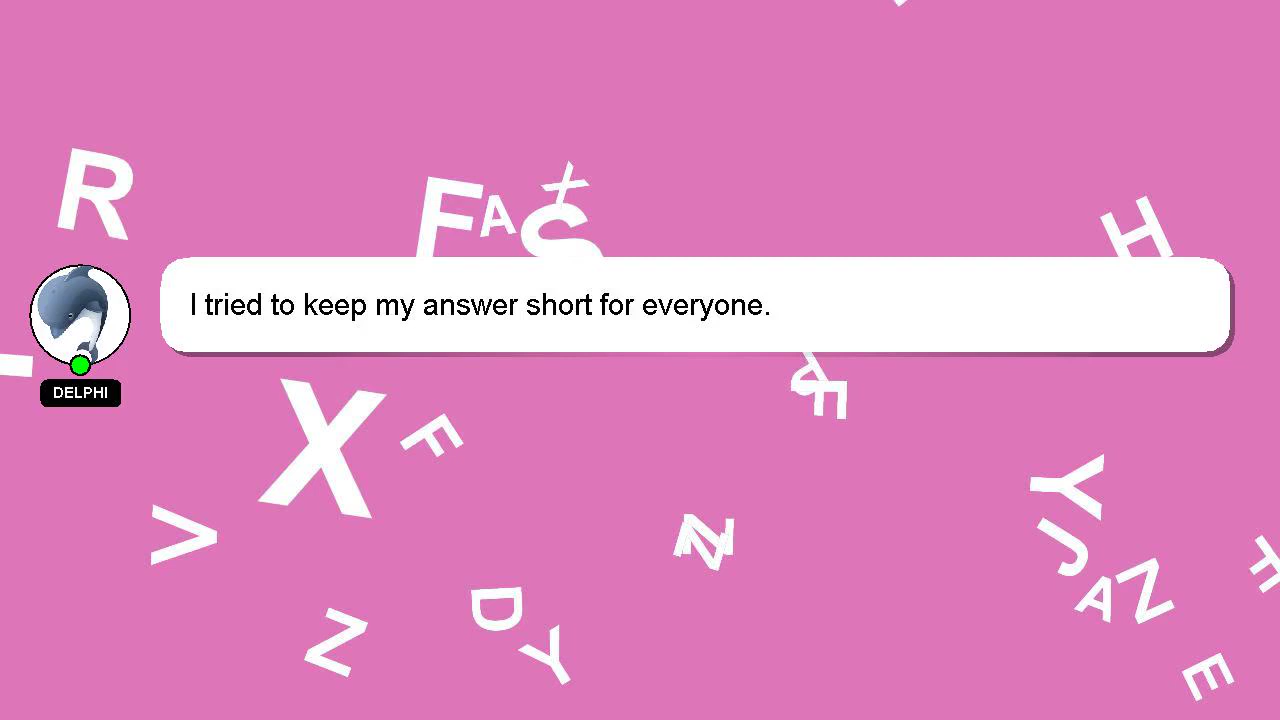 I tried to keep my answer short for everyone.
DELPHI
R
F
A
X
S
H
R
F
X
F
Y
V
N
Z
J
D
A
Z
F
Z
Y
E